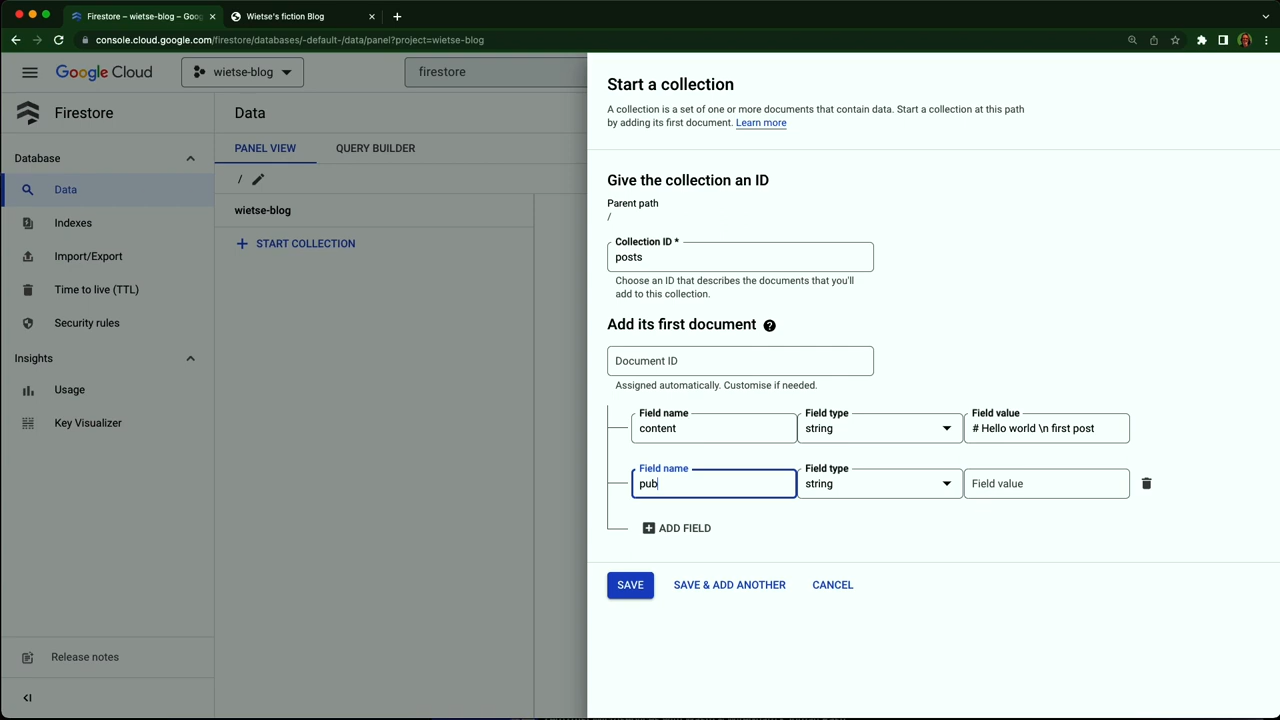 Firestore – wietse-blog – Goog
Wietse's fiction Blog
console.cloud.google.com/firestore/databases/-default-/data/panel?project=wietse-blog
Google Cloud
wietse-blog
firestore
Firestore
Database
Data
Indexes
Import/Export
Time to live (TTL)
Security rules
Insights
Usage
Key Visualizer
Release notes
Data
PANEL VIEW
QUERY BUILDER
/
wietse-blog
START COLLECTION
Start a collection
A collection is a set of one or more documents that contain data. Start a collection at this path
by adding its first document. Learn more
Give the collection an ID
Parent path
/
Collection ID *
posts
Choose an ID that describes the documents that you'll
add to this collection.
Add its first document
Document ID
Assigned automatically. Customise if needed.
Field name Field type Field value
content string # Hello world \n first post
Field name Field type
pub string Field value
ADD FIELD
SAVE SAVE & ADD ANOTHER CANCEL